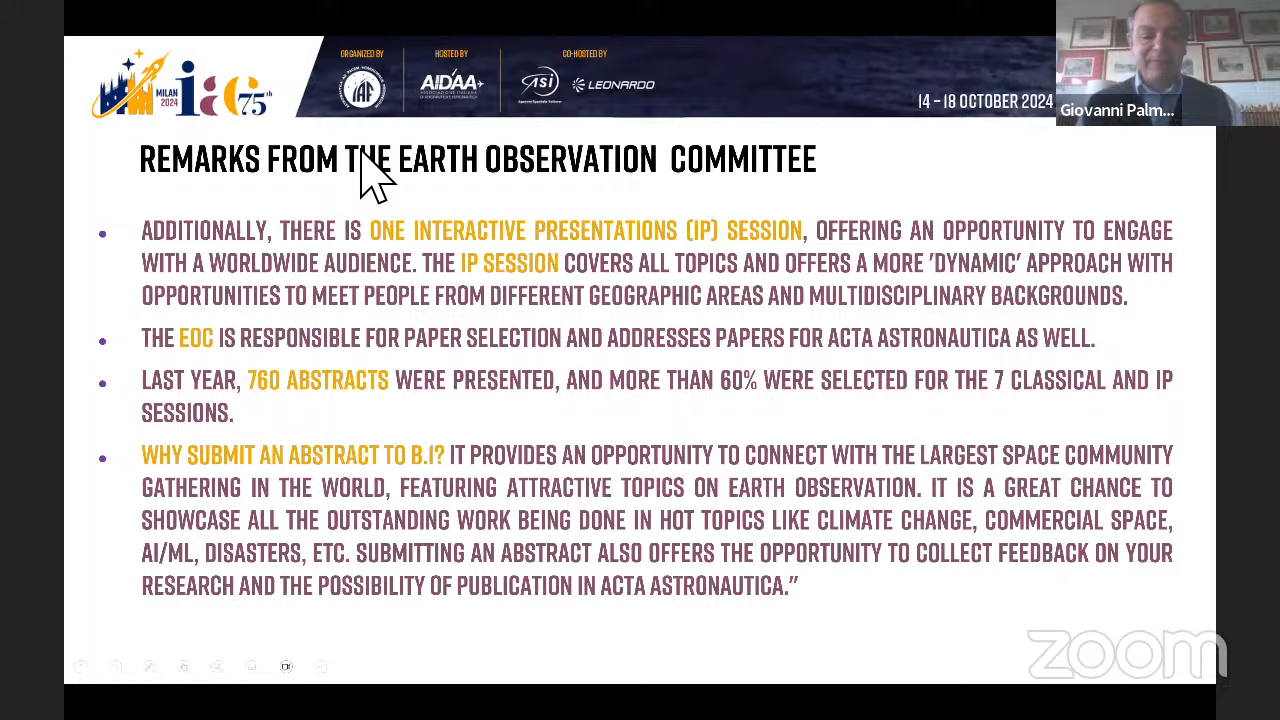 ORGANIZED BY
HOSTED BY
CO-HOSTED BY
MILAN
2024
iac
75th
IAF
AIDAA
ASSOCIAZIONE ITALIANA
DI AERONAUTICA E ASTRONAUTICA
asi
Agenzia Spaziale Italiana
LEONARDO
14 – 18 OCTOBER 2024
Giovanni Palm...
REMARKS FROM THE EARTH OBSERVATION COMMITTEE
• ADDITIONALLY, THERE IS ONE INTERACTIVE PRESENTATIONS (IP) SESSION, OFFERING AN OPPORTUNITY TO ENGAGE
WITH A WORLDWIDE AUDIENCE. THE IP SESSION COVERS ALL TOPICS AND OFFERS A MORE 'DYNAMIC' APPROACH WITH
OPPORTUNITIES TO MEET PEOPLE FROM DIFFERENT GEOGRAPHIC AREAS AND MULTIDISCIPLINARY BACKGROUNDS.
• THE EOC IS RESPONSIBLE FOR PAPER SELECTION AND ADDRESSES PAPERS FOR ACTA ASTRONAUTICA AS WELL.
• LAST YEAR, 760 ABSTRACTS WERE PRESENTED, AND MORE THAN 60% WERE SELECTED FOR THE 7 CLASSICAL AND IP
SESSIONS.
• WHY SUBMIT AN ABSTRACT TO B.1? IT PROVIDES AN OPPORTUNITY TO CONNECT WITH THE LARGEST SPACE COMMUNITY
GATHERING IN THE WORLD, FEATURING ATTRACTIVE TOPICS ON EARTH OBSERVATION. IT IS A GREAT CHANCE TO
SHOWCASE ALL THE OUTSTANDING WORK BEING DONE IN HOT TOPICS LIKE CLIMATE CHANGE, COMMERCIAL SPACE,
AI/ML, DISASTERS, ETC. SUBMITTING AN ABSTRACT ALSO OFFERS THE OPPORTUNITY TO COLLECT FEEDBACK ON YOUR
RESEARCH AND THE POSSIBILITY OF PUBLICATION IN ACTA ASTRONAUTICA.”
zoom